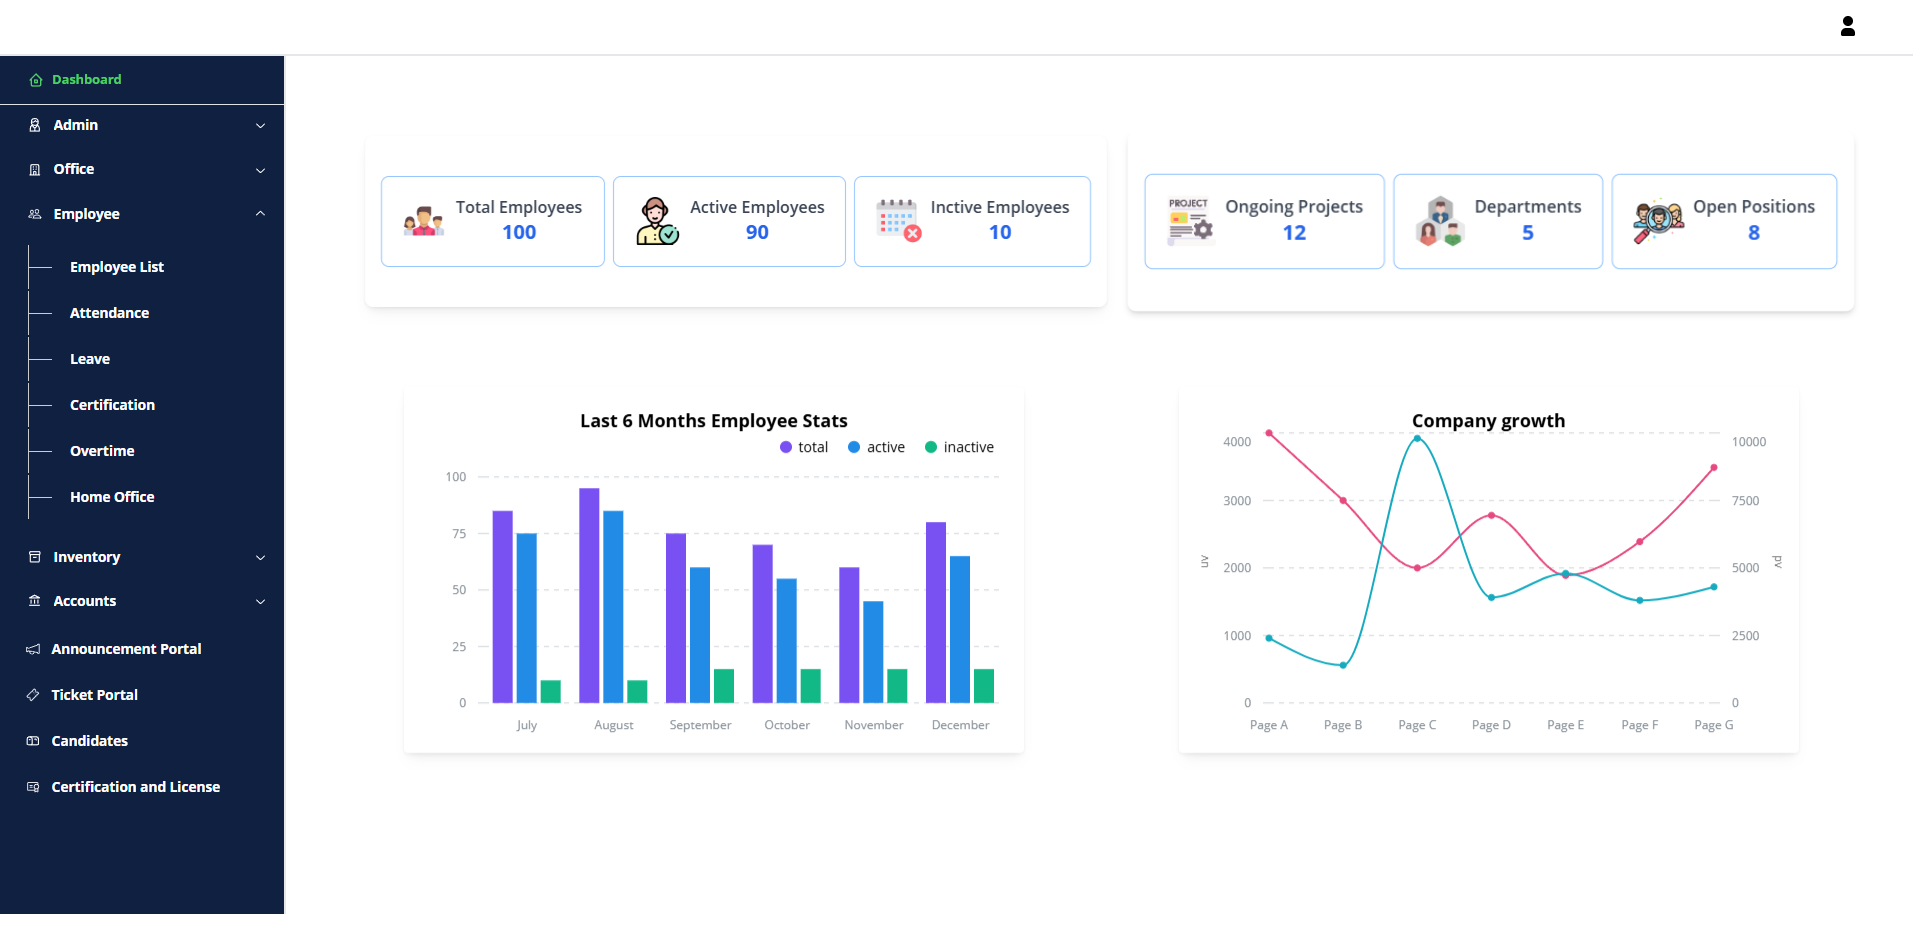 Dashboard
Admin
Office
Employee
Employee List
Attendance
Leave
Certification
Overtime
Home Office
Inventory
Accounts
Announcement Portal
Ticket Portal
Candidates
Certification and License
Total Employees
100
Active Employees
90
Inctive Employees
10
PROJECT
Ongoing Projects
12
Departments
5
Open Positions
8
Last 6 Months Employee Stats
total active inactive
100
75
50
25
0
July August September October November December
Company growth
4000
3000
2000
1000
0
uv
10000
7500
5000
2500
0
pv
Page A Page B Page C Page D Page E Page F Page G